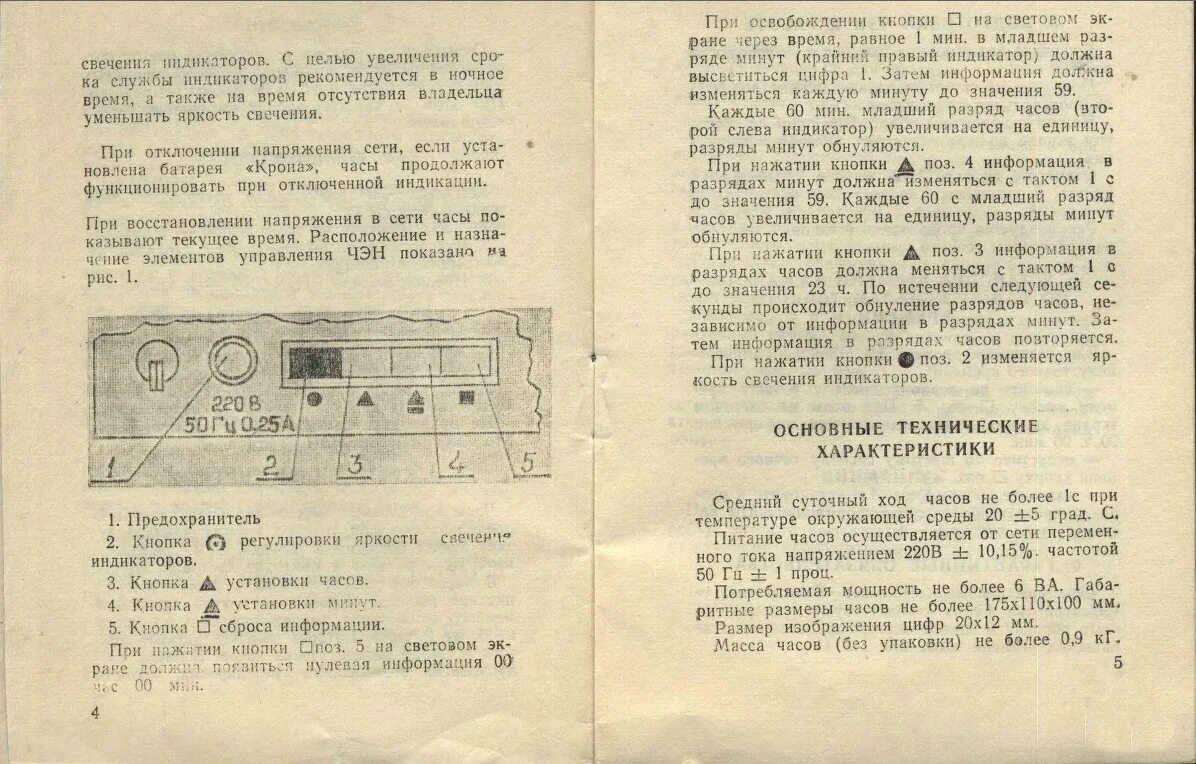 свечения индикаторов. С целью увеличения сро-
ка службы индикаторов рекомендуется в ночное
время, а также на время отсутствия владельца
уменьшать яркость свечения.
При отключении напряжения сети, если уста-
новлена батарея «Крона», часы продолжают
функционировать при отключенной индикации.
При восстановлении напряжения в сети часы по-
казывают текущее время. Расположение и назна-
чение элементов управления ЧЭН показано на
рис. 1.
220В
50Гц 0.25А
1 2 3 4 5
1. Предохранитель
2. Кнопка регулиров яркости свечения
индикаторов.
3. Кнопка установки часов.
4. Кнопка установки минут.
5. Кнопка □ сброса информации.
При нажатии кнопки □поз. 5 на световом эк-
ране должна появиться нулевая информация 00
час 00 мин.
4
При освобождении кнопки □ на световом эк-
ране через время, равное 1 мин. в младшем раз-
ряде минут (крайний правый индикатор) должна
высветиться цифра 1. Затем информация должна
изменяться каждую минуту до значения 59.
Каждые 60 мин. младший разряд часов (вто-
рой слева индикатор) увеличивается на единицу,
разряды минут обнуляются.
При нажатии кнопки поз. 4 информация в
разрядах минут должна изменяться с тактом 1 с
до значения 59. Каждые 60 с младший разряд
часов увеличивается на единицу, разряды минут
обнуляются.
При нажатии кнопки ▲ поз. 3 информация в
разрядах часов должна меняться с тактом 1 с
до значения 23 ч. По истечении следующей се-
кунды происходит обнуление разрядов часов, не-
зависимо от информации в разрядах минут. За-
тем информация в разрядах часов повторяется.
При нажатии кнопки ● поз. 2 изменяется яр-
кость свечения индикаторов.
ОСНОВНЫЕ ТЕХНИЧЕСКИЕ
ХАРАКТЕРИСТИКИ
Средний суточный ход часов не более 1с при
температуре окружающей среды 20 ±5 град. С.
Питание часов осуществляется от сети перемен-
ного тока напряжением 220В ± 10,15%. частотой
50 Гц ± 1 проц.
Потребляемая мощность не более 6 ВА. Габа-
ритные размеры часов не более 175х110х100 мм.
Размер изображения цифр 20х12 мм.
Масса часов (без упаковки) не более 0,9 кГ.
5